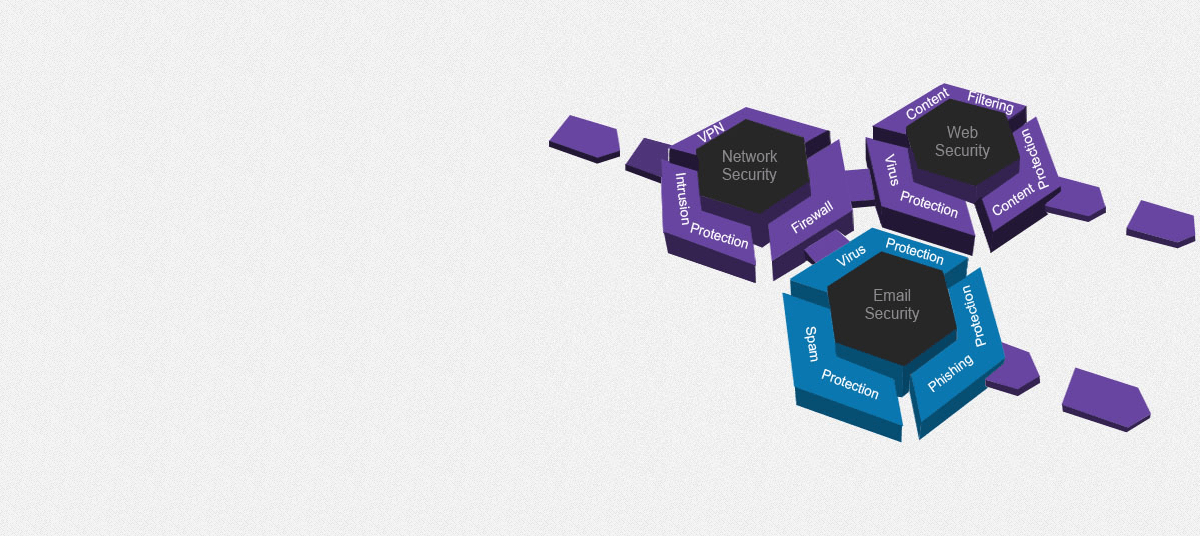 VPN
Network
Security
Intrusion
Protection
Firewall
Content
Filtering
Web
Security
Virus
Protection
Content
Protection
Virus
Protection
Email
Security
Spam
Protection
Phishing
Protection